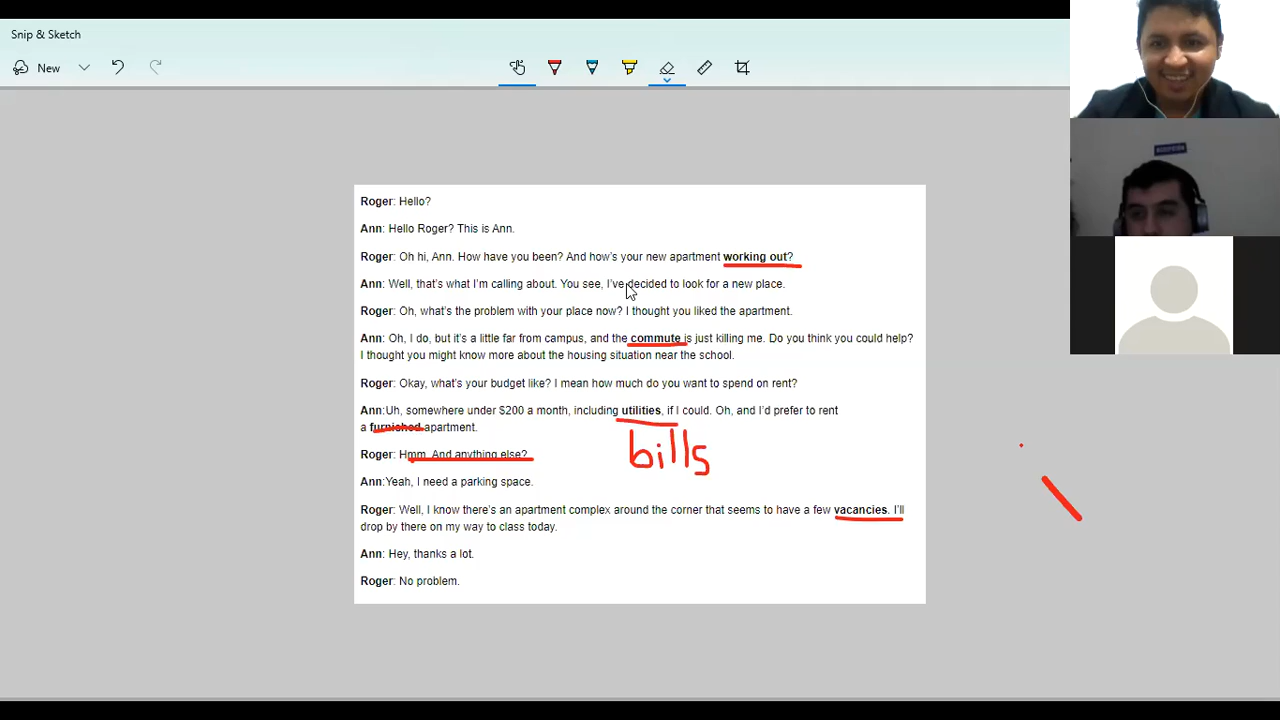 Snip & Sketch
New
Roger: Hello?
Ann: Hello Roger? This is Ann.
Roger: Oh hi, Ann. How have you been? And how's your new apartment working out?
Ann: Well, that's what I'm calling about. You see, I've decided to look for a new place.
Roger: Oh, what's the problem with your place now? I thought you liked the apartment.
Ann: Oh, I do, but it's a little far from campus, and the commute is just killing me. Do you think you could help?
I thought you might know more about the housing situation near the school.
Roger: Okay, what's your budget like? I mean how much do you want to spend on rent?
Ann:Uh, somewhere under $200 a month, including utilities, if I could. Oh, and I'd prefer to rent
a furnished apartment.
bills
Roger: Hmm. And anything else?
Ann:Yeah, I need a parking space.
Roger: Well, I know there's an apartment complex around the corner that seems to have a few vacancies. I'll
drop by there on my way to class today.
Ann: Hey, thanks a lot.
Roger: No problem.